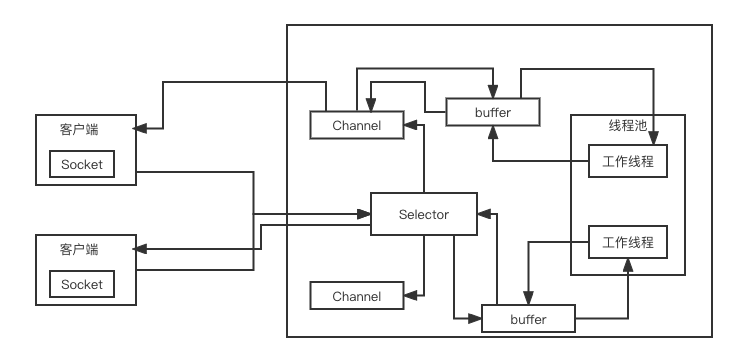 客户端
Socket
客户端
Socket
Channel
buffer
线程池
工作线程
Selector
工作线程
Channel
buffer